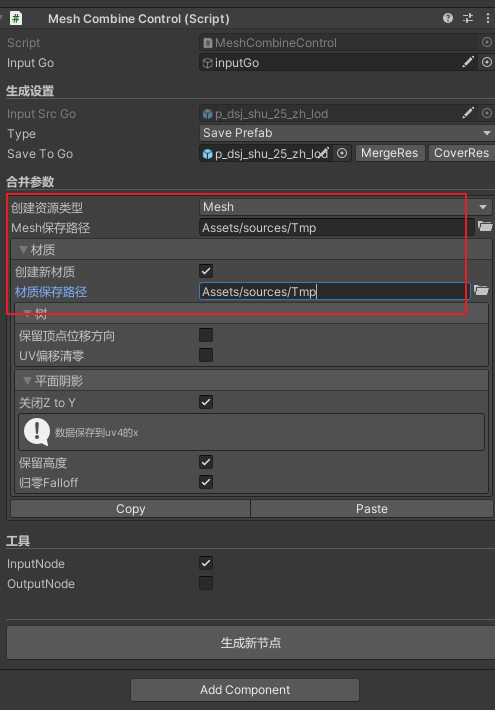 Mesh Combine Control (Script)
Script MeshCombineControl
Input Go inputGo
生成设置
Input Src Go p_dsj_shu_25_zh_lod
Type Save Prefab
Save To Go p_dsj_shu_25_zh_lod MergeRes CoverRes
合并参数
创建资源类型 Mesh
Mesh保存路径 Assets/sources/Tmp
材质
创建新材质
材质保存路径 Assets/sources/Tmp
树
保留顶点位移方向
UV偏移清零
平面阴影
关闭Z to Y
数据保存到uv4的x
保留高度
归零Falloff
Copy Paste
工具
InputNode
OutputNode
生成新节点
Add Component